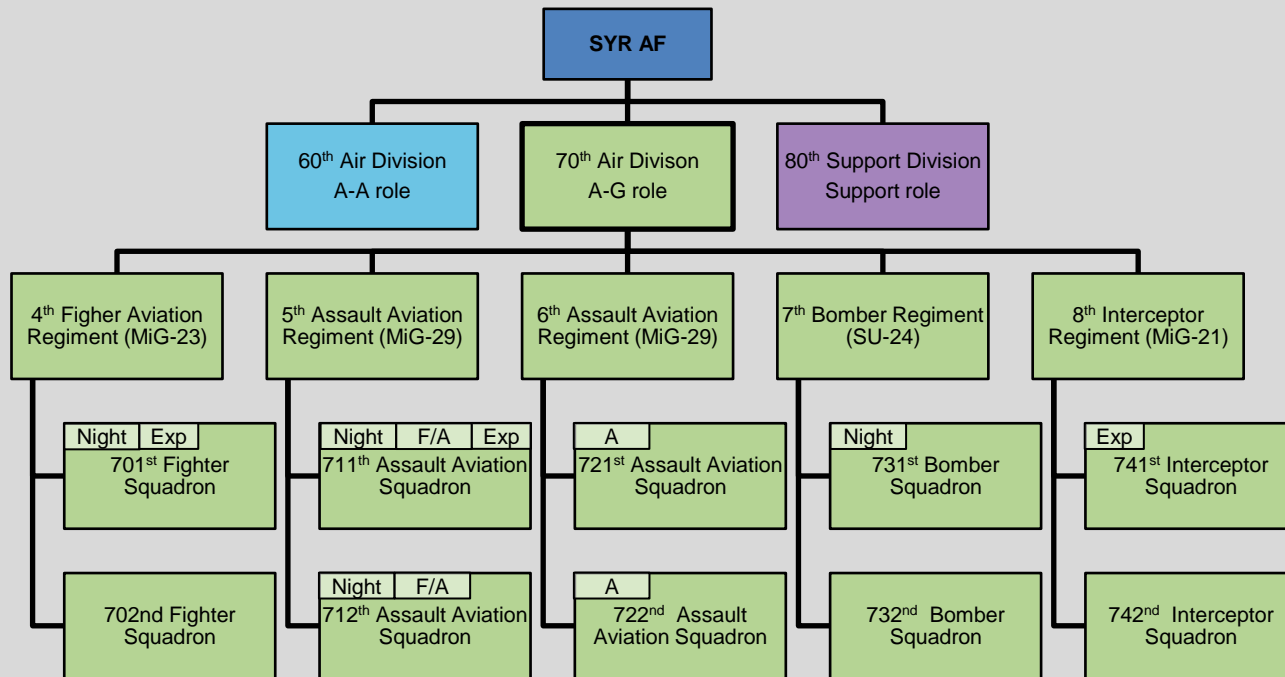 SYR AF
60th Air Division
A-A role
70th Air Divison
A-G role
80th Support Division
Support role
4th Figher Aviation
Regiment (MiG-23)
5th Assault Aviation
Regiment (MiG-29)
6th Assault Aviation
Regiment (MiG-29)
7th Bomber Regiment
(SU-24)
8th Interceptor
Regiment (MiG-21)
Night Exp
701st Fighter
Squadron
Night F/A Exp
711th Assault Aviation
Squadron
A
721st Assault Aviation
Squadron
Night
731st Bomber
Squadron
Exp
741st Interceptor
Squadron
702nd Fighter
Squadron
Night F/A
712th Assault Aviation
Squadron
A
722nd Assault
Aviation Squadron
732nd Bomber
Squadron
742nd Interceptor
Squadron